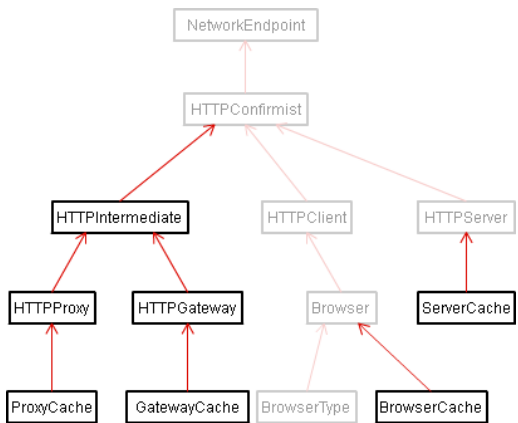 NetworkEndpoint
HTTPConfirmist
HTTPIntermediate
HTTPClient
HTTPServer
HTTPProxy
HTTPGateway
Browser
ServerCache
ProxyCache
GatewayCache
BrowserType
BrowserCache